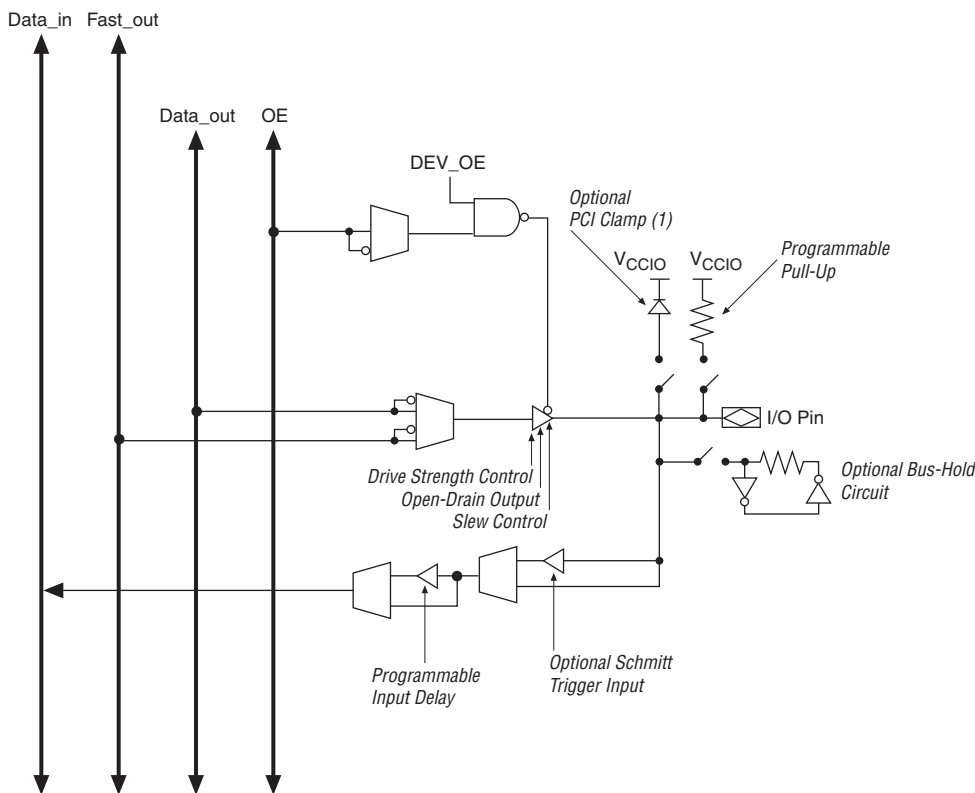 Data_in
Fast_out
Data_out
OE
DEV_OE
Optional
PCI Clamp (1)
Programmable
Pull-Up
VCCIO
VCCIO
I/O Pin
Drive Strength Control
Open-Drain Output
Slew Control
Optional Bus-Hold
Circuit
Programmable
Input Delay
Optional Schmitt
Trigger Input